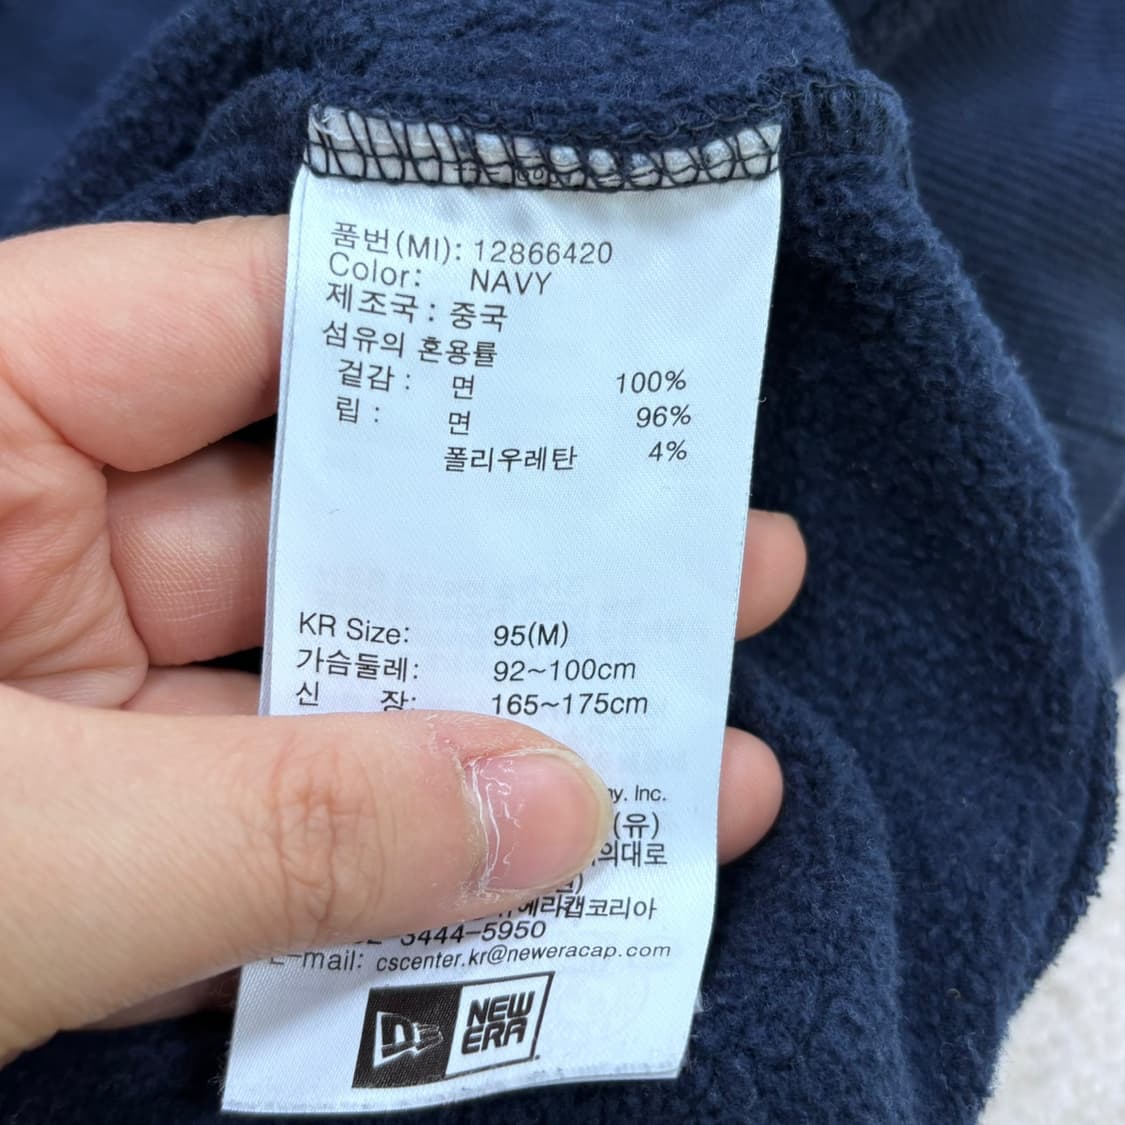 품번(MI): 12866420
Color: NAVY
제조국 : 중국
섬유의 혼용률
겉감 : 면 100%
립 : 면 96%
폴리우레탄 4%
KR Size: 95(M)
가슴둘레: 92~100cm
신 장: 165~175cm
Inc.
(유)
의대로
에라캡코리아
3444-5950
E-mail: cscenter.kr@neweracap.com
NEW
ERA